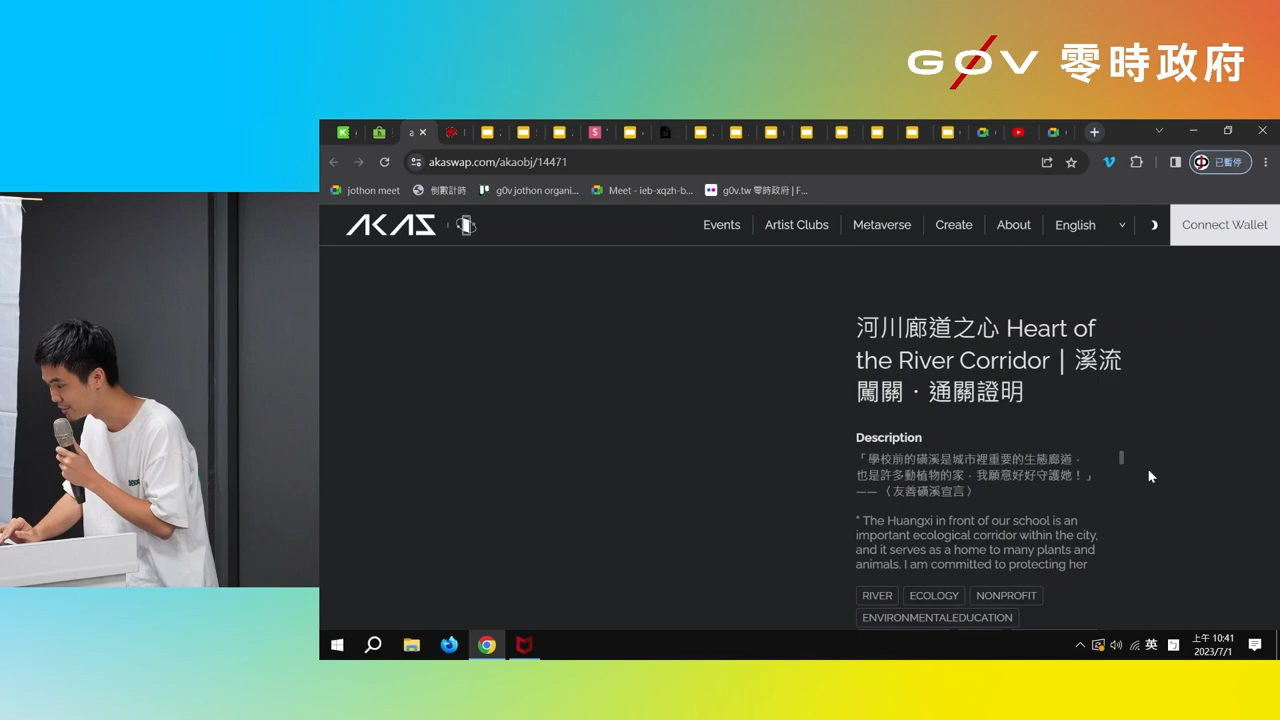 G0V 零時政府
a
akaswap.com/akaobj/14471
已暫停
jothon meet
倒數計時
g0v jothon organi...
Meet - ieb-xqzh-b...
g0v.tw 零時政府 | F...
AKAS
Events
Artist Clubs
Metaverse
Create
About
English
Connect Wallet
河川廊道之心 Heart of
the River Corridor｜溪流
闖關．通關證明
Description
「學校前的磺溪是城市裡重要的生態廊道，
也是許多動植物的家，我願意好好守護她！」
——〈友善磺溪宣言〉
" The Huangxi in front of our school is an
important ecological corridor within the city,
and it serves as a home to many plants and
animals. I am committed to protecting her
RIVER
ECOLOGY
NONPROFIT
ENVIRONMENTALEDUCATION
英
上午 10:41
2023/7/1